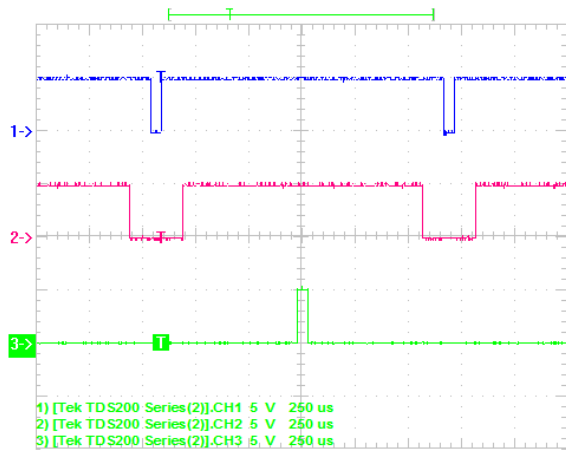 T
T
1->
2->
T
3->
T
1) [Tek TDS200 Series(2)].CH1 5 V 250 us
2) [Tek TDS200 Series(2)].CH2 5 V 250 us
3) [Tek TDS200 Series(2)].CH3 5 V 250 us